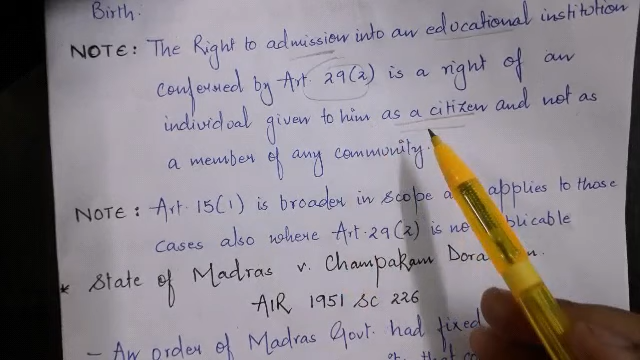 Birth.
NOTE: The Right to admission into an educational institution
conferred by Art. 29(2) is a right of an
individual given to him as a citizen and not as
a member of any community.
NOTE: Art. 15(1) is broader in scope applies to those
cases also where Art. 29(2) is
* State of Madras v. Champakam
AIR 1951 SC 226
- An order of Madras Govt. had fixed